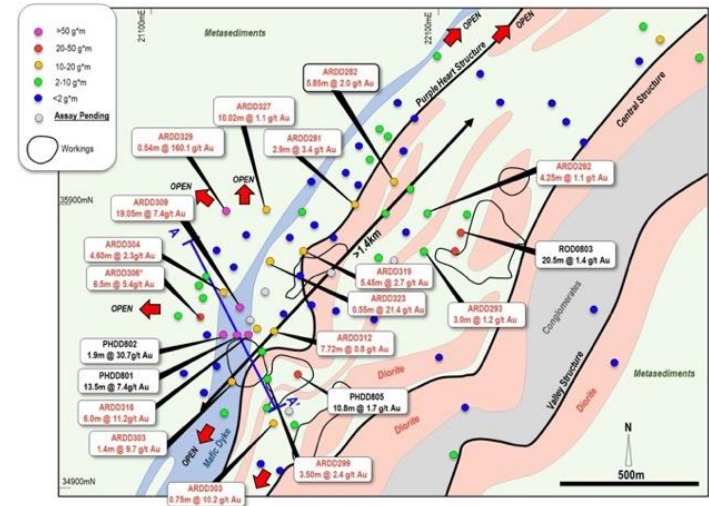 >50 g*m
20-50 g*m
10-20 g*m
2-10 g*m
<2 g*m
Assay Pending
Workings
21100mE
22100mE
35900mN
34900mN
Metasediments
OPEN
OPEN
Purple Heart Structure
Central Structure
ARDD282
5.85m @ 2.0 g/t Au
ARDD327
10.02m @ 1.1 g/t Au
ARDD329
0.54m @ 160.1 g/t Au
ARDD281
2.9m @ 3.4 g/t Au
ARDD292
4.25m @ 1.1 g/t Au
OPEN
OPEN
ARDD309
19.05m @ 7.4g/t Au
A
>1.4km
ARDD304
4.60m @ 2.3g/t Au
ROD0803
20.5m @ 1.4 g/t Au
ARDD306*
6.5m @ 5.4g/t Au
ARDD319
5.45m @ 2.7 g/t Au
ARDD323
0.55m @ 21.4 g/t Au
ARDD293
3.0m @ 1.2 g/t Au
OPEN
Conglomerates
PHDD802
1.9m @ 30.7g/t Au
ARDD312
7.72m @ 0.8 g/t Au
PHDD801
13.5m @ 7.4g/t Au
Diorite
Valley Structure
Metasediments
ARDD316
6.0m @ 11.2g/t Au
A'
PHDD805
10.8m @ 1.7 g/t Au
Diorite
Diorite
ARDD303
1.4m @ 9.7 g/t Au
OPEN
Mafic Dyke
ARDD299
3.50m @ 2.4 g/t Au
ARDD303
0.75m @ 10.2 g/t Au
OPEN
N
500m